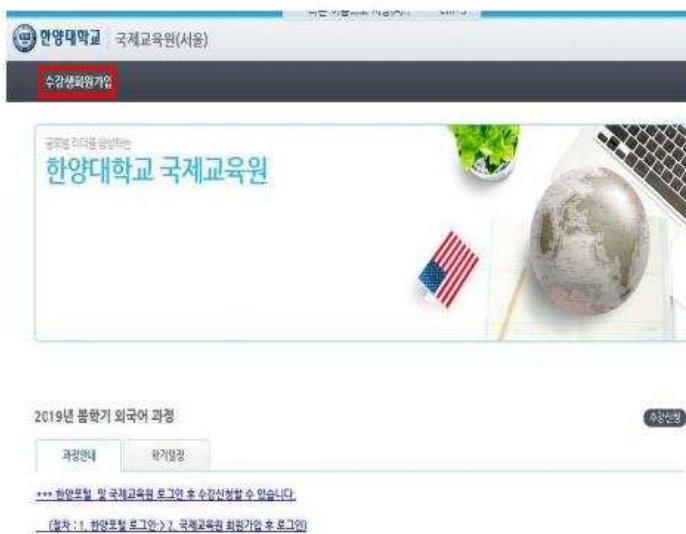 한양대학교 국제교육원(서울)
수강생회원가입
글로벌 리더를 양성하는
한양대학교 국제교육원
2019년 봄학기 외국어 과정
수강신청
과정안내 학기일정
*** 한양포털 및 국제교육원 로그인 후 수강신청할 수 있습니다.
(절차 : 1. 한양포털 로그인-> 2. 국제교육원 회원가입 후 로그인)